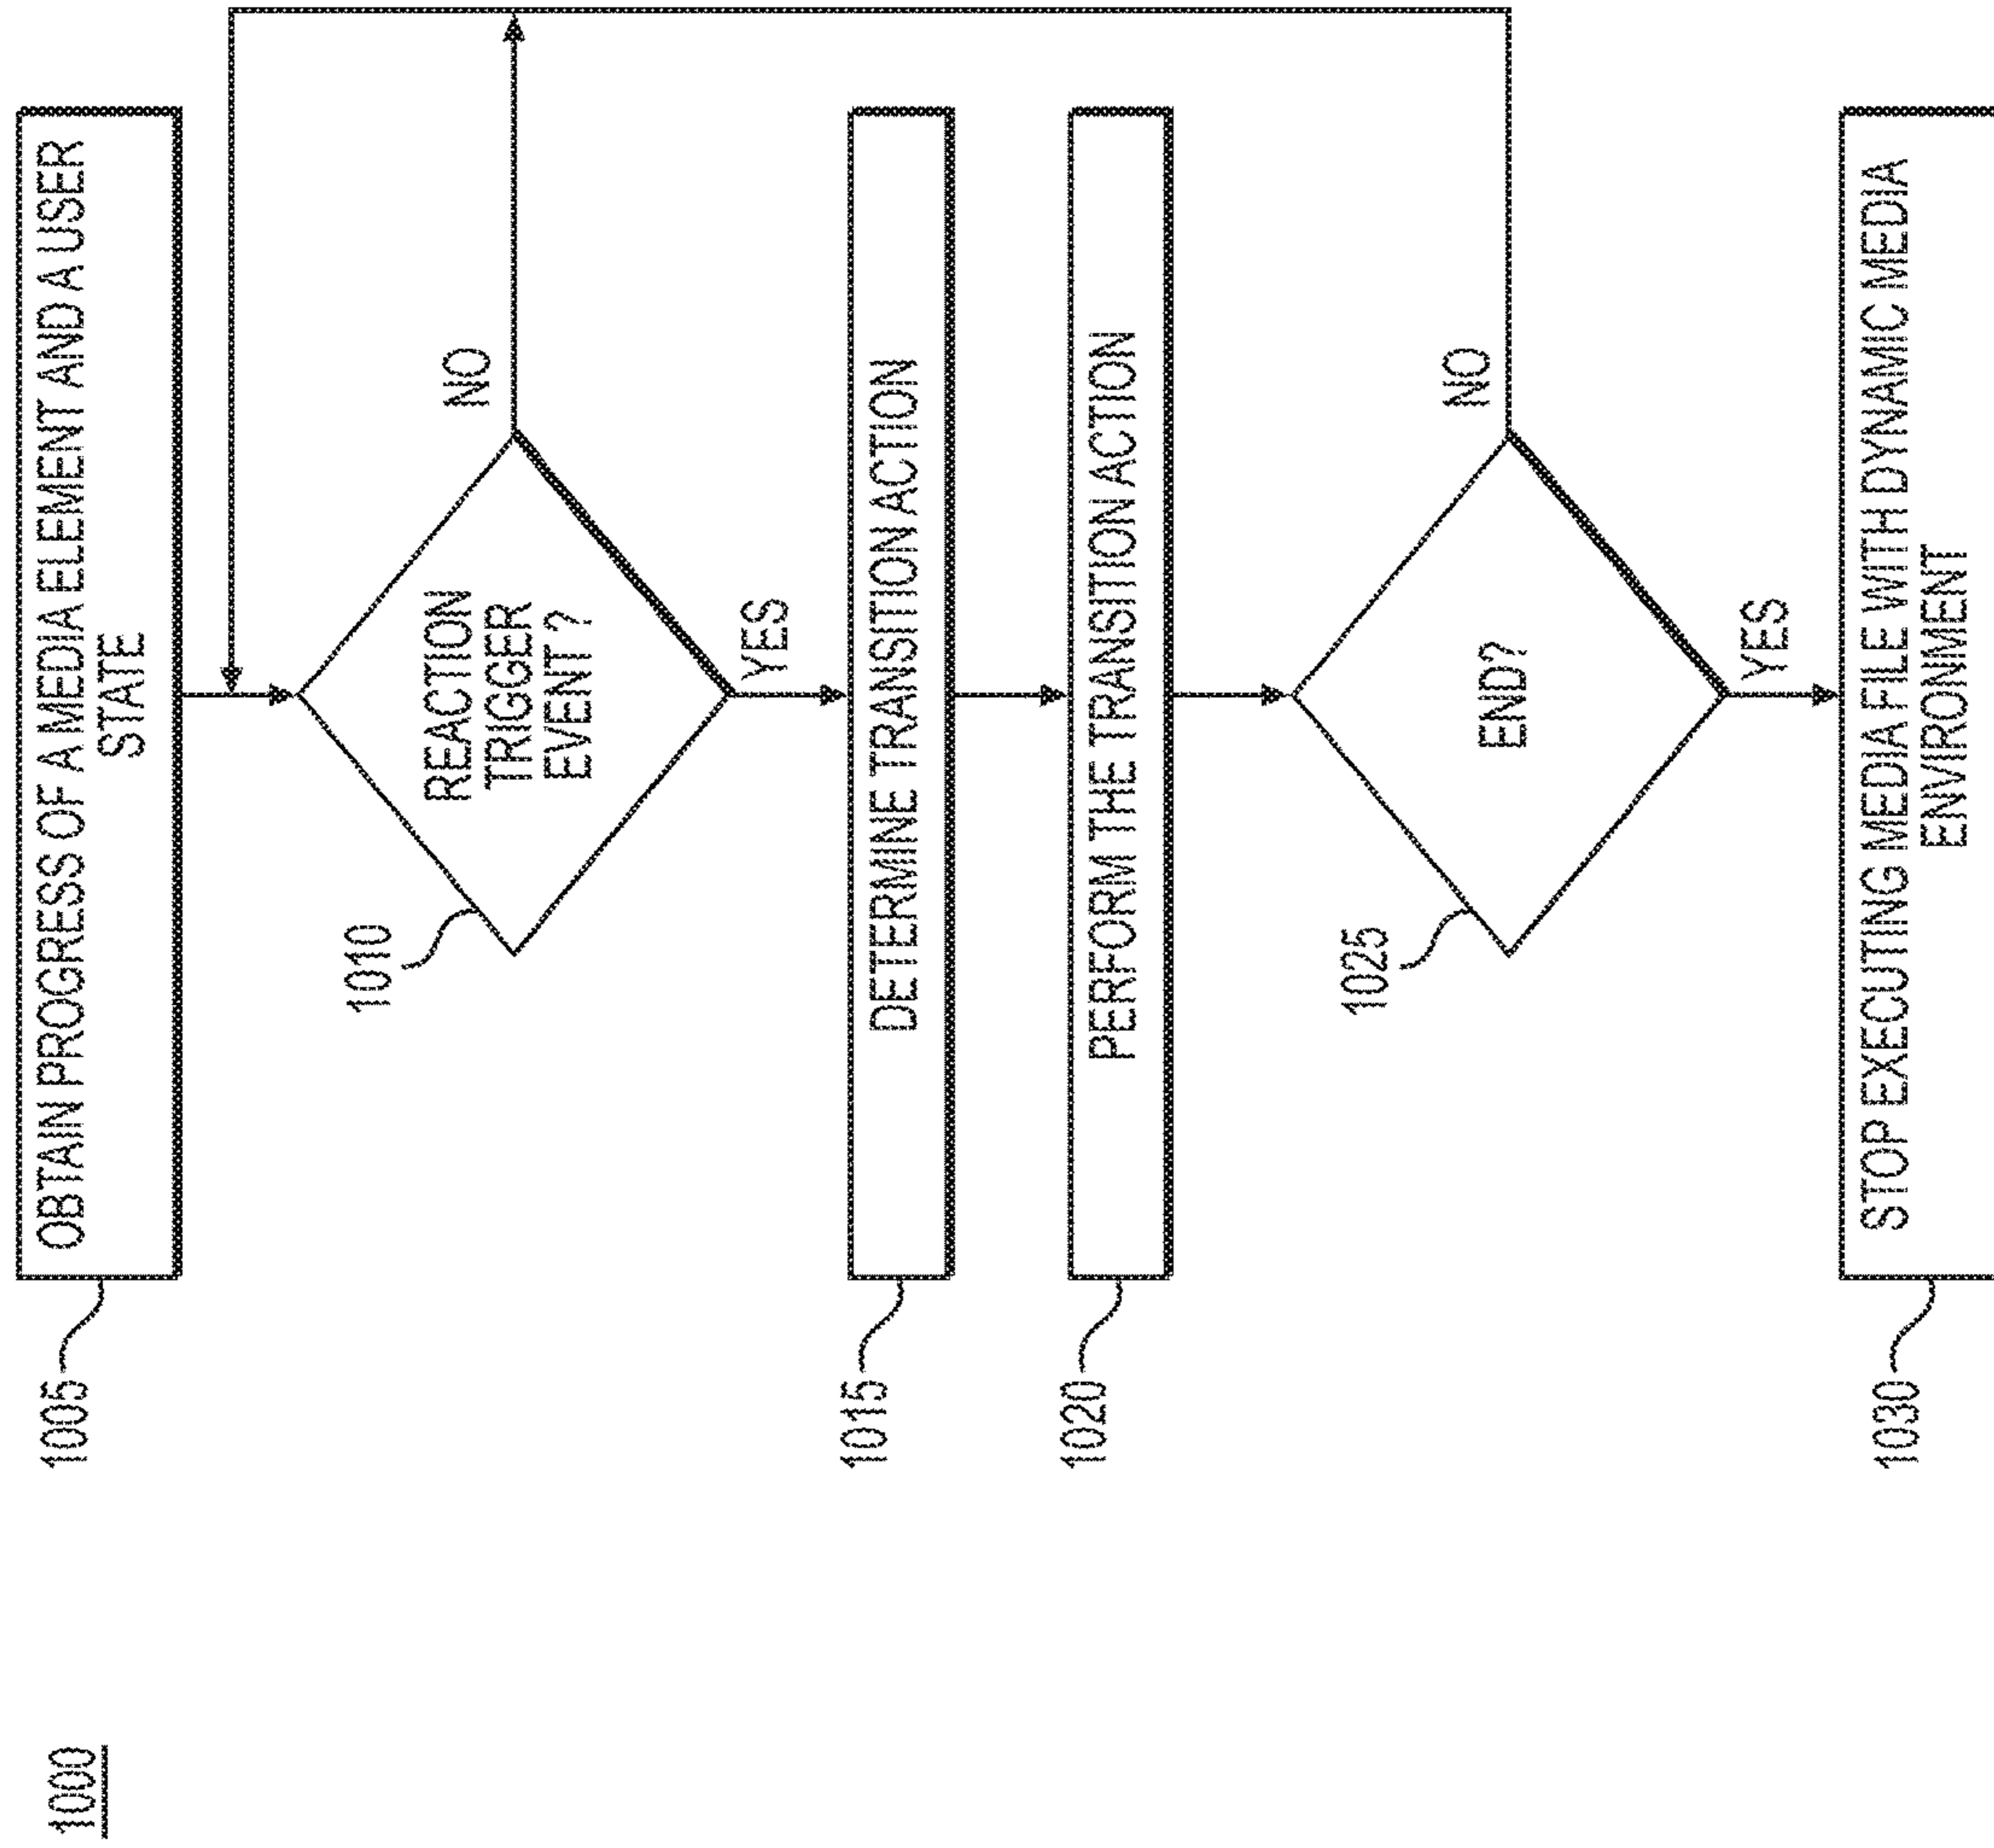 1000
1005
OBTAIN PROGRESS OF A MEDIA ELEMENT AND A USER
STATE
1010
REACTION
TRIGGER
EVENT?
NO
YES
1015
DETERMINE TRANSITION ACTION
1020
PERFORM THE TRANSITION ACTION
1025
END?
NO
YES
1030
STOP EXECUTING MEDIA FILE WITH DYNAMIC MEDIA
ENVIRONMENT